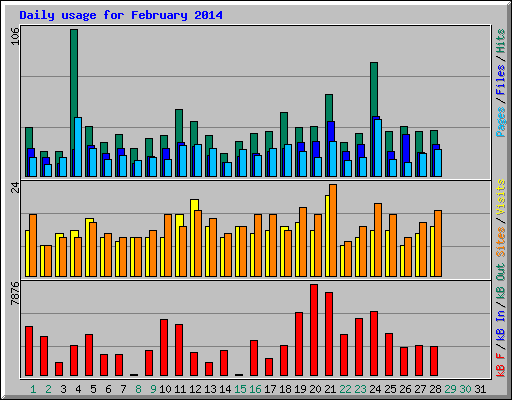 Daily usage for February 2014
106
24
7876
Pages / Files / Hits
Sites / Visits
kB F / kB In / kB Out
1 2 3 4 5 6 7 8 9 10 11 12 13 14 15 16 17 18 19 20 21 22 23 24 25 26 27 28 29 30 31